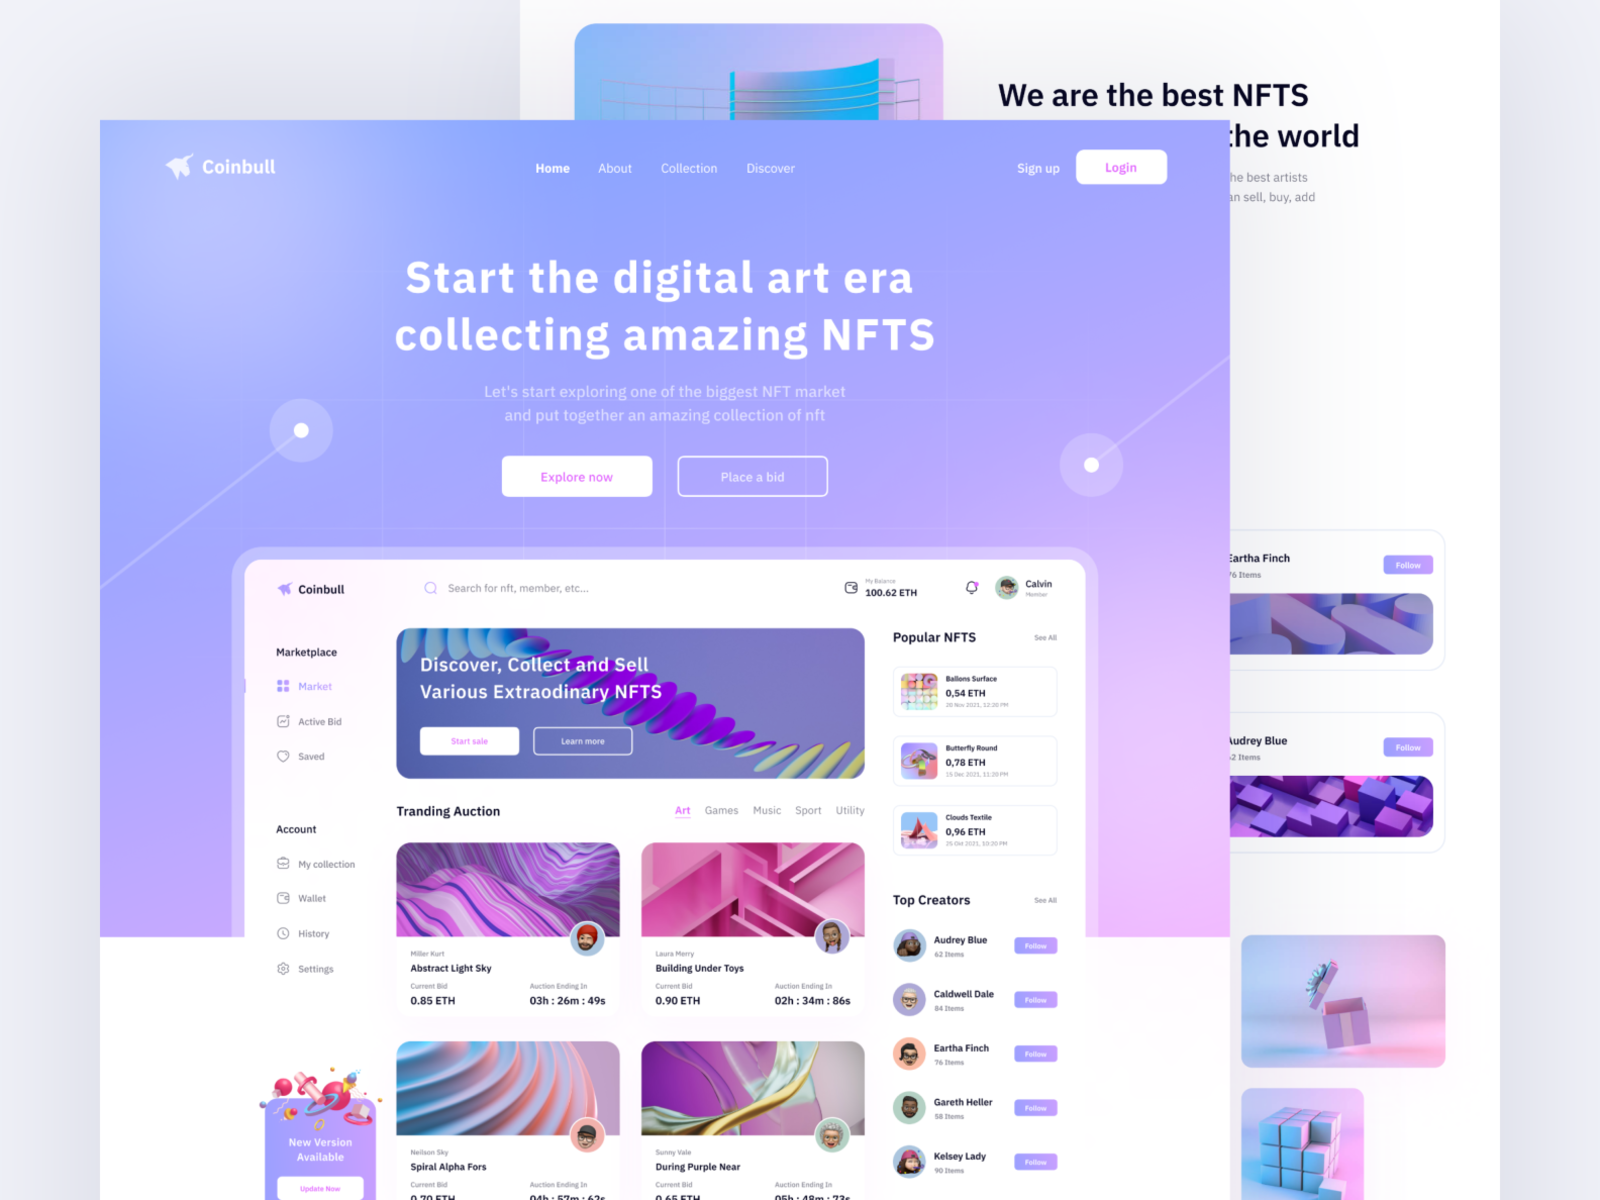 We are the best NFTS
the world
he best artists
an sell, buy, add
Coinbull
Home
About
Collection
Discover
Sign up
Login
Start the digital art era
collecting amazing NFTS
Let's start exploring one of the biggest NFT market
and put together an amazing collection of nft
Explore now
Place a bid
Coinbull
Search for nft, member, etc...
My Balance
100.62 ETH
Calvin
Member
Marketplace
Market
Active Bid
Saved
Account
My collection
Wallet
History
Settings
New Version
Available
Update Now
Discover, Collect and Sell
Various Extraodinary NFTS
Start sale
Learn more
Tranding Auction
Art
Games
Music
Sport
Utility
Miller Kurt
Abstract Light Sky
Current Bid
Auction Ending In
0.85 ETH
03h : 26m : 49s
Laura Merry
Building Under Toys
Current Bid
Auction Ending In
0.90 ETH
02h : 34m : 86s
Neilson Sky
Spiral Alpha Fors
Current Bid
Auction Ending In
0.70 ETH
04h : 57m : 62s
Sunny Vale
During Purple Near
Current Bid
Auction Ending In
0.65 ETH
05h : 48m : 73s
Popular NFTS
See All
Ballons Surface
0,54 ETH
20 Nov 2021, 12:20 PM
Butterfly Round
0,78 ETH
15 Dec 2021, 11:20 PM
Clouds Textile
0,96 ETH
25 Okt 2021, 10:20 PM
Top Creators
See All
Audrey Blue
62 Items
Follow
Caldwell Dale
84 Items
Follow
Eartha Finch
76 Items
Follow
Gareth Heller
58 Items
Follow
Kelsey Lady
90 Items
Follow
Eartha Finch
76 Items
Follow
Audrey Blue
62 Items
Follow